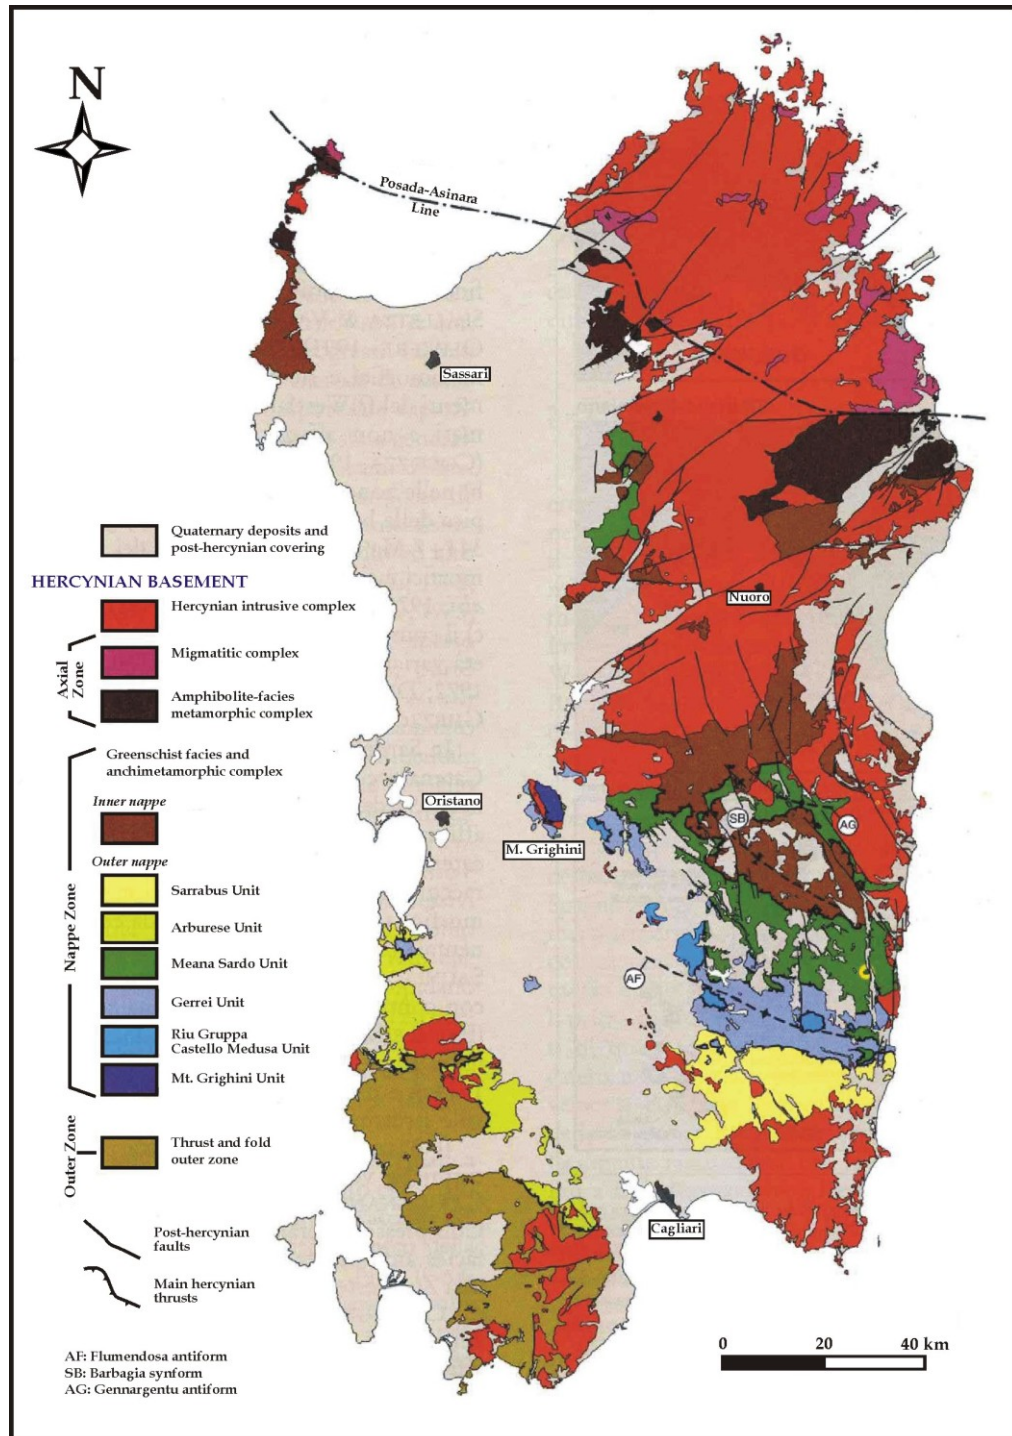 N
Posada-Asinara
Line
Sassari
Nuoro
Oristano
M. Grighini
SB
AG
AF
Cagliari
Quaternary deposits and
post-hercynian covering
HERCYNIAN BASEMENT
Hercynian intrusive complex
Axial
Zone
Migmatitic complex
Amphibolite-facies
metamorphic complex
Nappe Zone
Greenschist facies and
anchimetamorphic complex
Inner nappe
Outer nappe
Sarrabus Unit
Arburese Unit
Meana Sardo Unit
Gerrei Unit
Riu Gruppa
Castello Medusa Unit
Mt. Grighini Unit
Outer Zone
Thrust and fold
outer zone
Post-hercynian
faults
Main hercynian
thrusts
AF: Flumendosa antiform
SB: Barbagia synform
AG: Gennargentu antiform
0 20 40 km